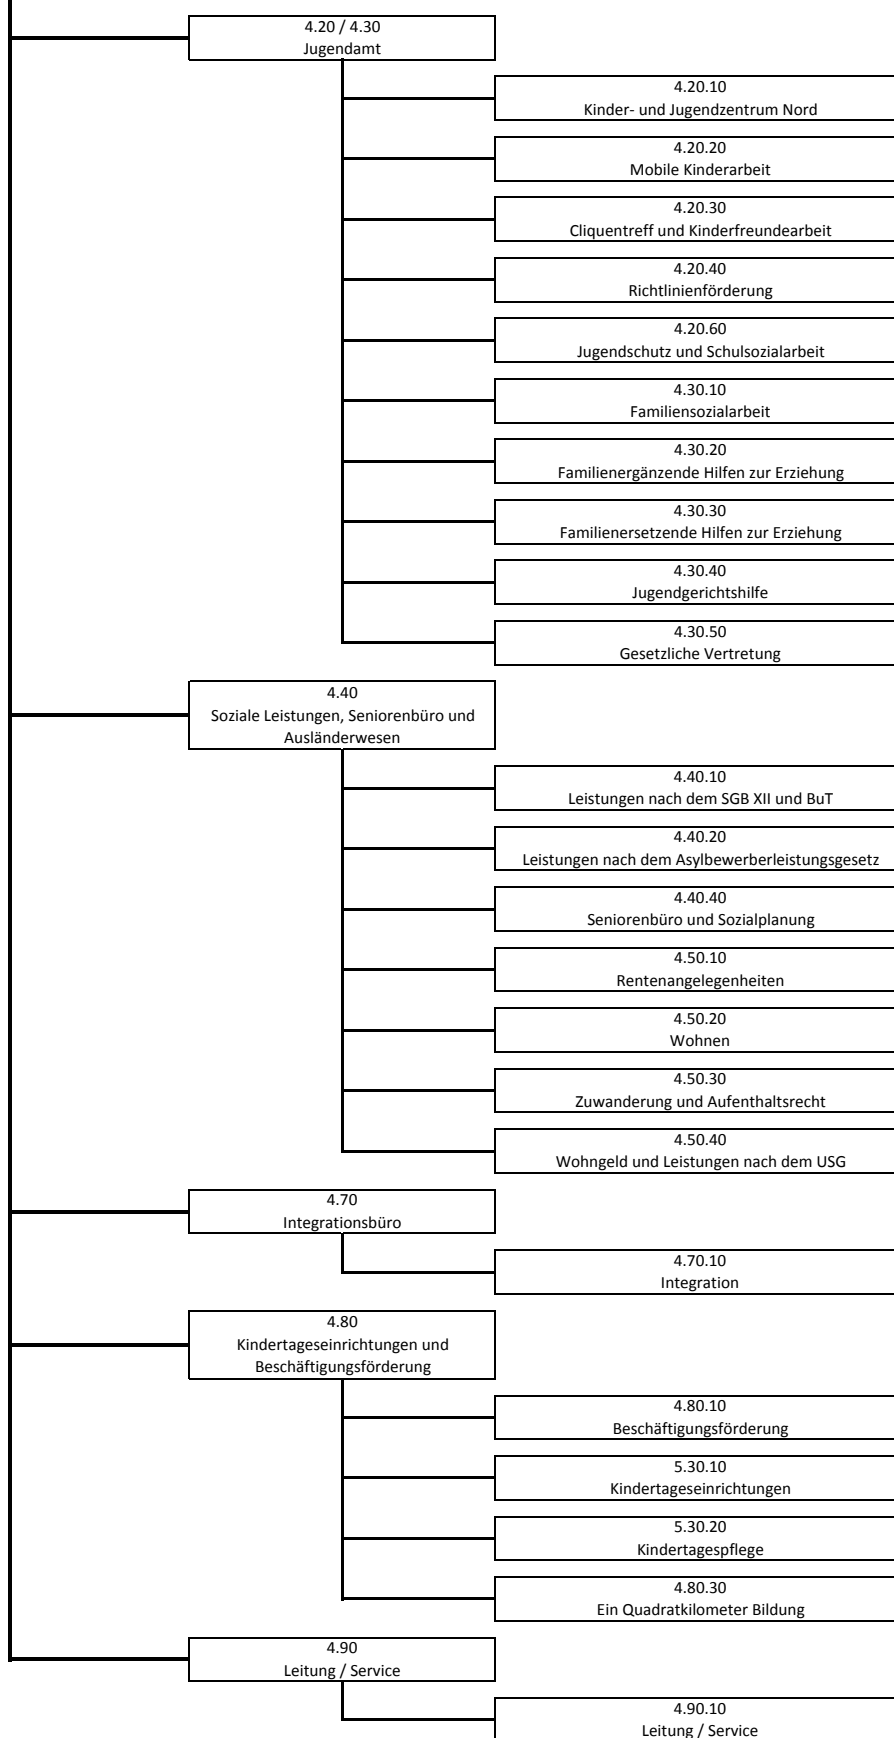 4.20 / 4.30
Jugendamt
4.20.10
Kinder- und Jugendzentrum Nord
4.20.20
Mobile Kinderarbeit
4.20.30
Cliquentreff und Kinderfreundearbeit
4.20.40
Richtlinienförderung
4.20.60
Jugendschutz und Schulsozialarbeit
4.30.10
Familiensozialarbeit
4.30.20
Familienergänzende Hilfen zur Erziehung
4.30.30
Familienersetzende Hilfen zur Erziehung
4.30.40
Jugendgerichtshilfe
4.30.50
Gesetzliche Vertretung
4.40
Soziale Leistungen, Seniorenbüro und
Ausländerwesen
4.40.10
Leistungen nach dem SGB XII und BuT
4.40.20
Leistungen nach dem Asylbewerberleistungsgesetz
4.40.40
Seniorenbüro und Sozialplanung
4.50.10
Rentenangelegenheiten
4.50.20
Wohnen
4.50.30
Zuwanderung und Aufenthaltsrecht
4.50.40
Wohngeld und Leistungen nach dem USG
4.70
Integrationsbüro
4.70.10
Integration
4.80
Kindertageseinrichtungen und
Beschäftigungsförderung
4.80.10
Beschäftigungsförderung
5.30.10
Kindertageseinrichtungen
5.30.20
Kindertagespflege
4.80.30
Ein Quadratkilometer Bildung
4.90
Leitung / Service
4.90.10
Leitung / Service